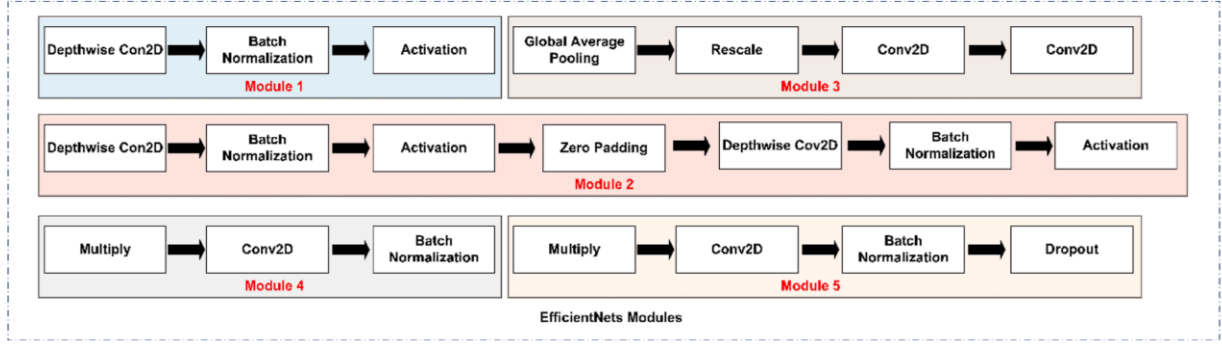 Depthwise Con2D
Batch
Normalization
Activation
Module 1
Global Average
Pooling
Rescale
Conv2D
Conv2D
Module 3
Depthwise Con2D
Batch
Normalization
Activation
Zero Padding
Depthwise Cov2D
Batch
Normalization
Activation
Module 2
Multiply
Conv2D
Batch
Normalization
Module 4
Multiply
Conv2D
Batch
Normalization
Dropout
Module 5
EfficientNets Modules